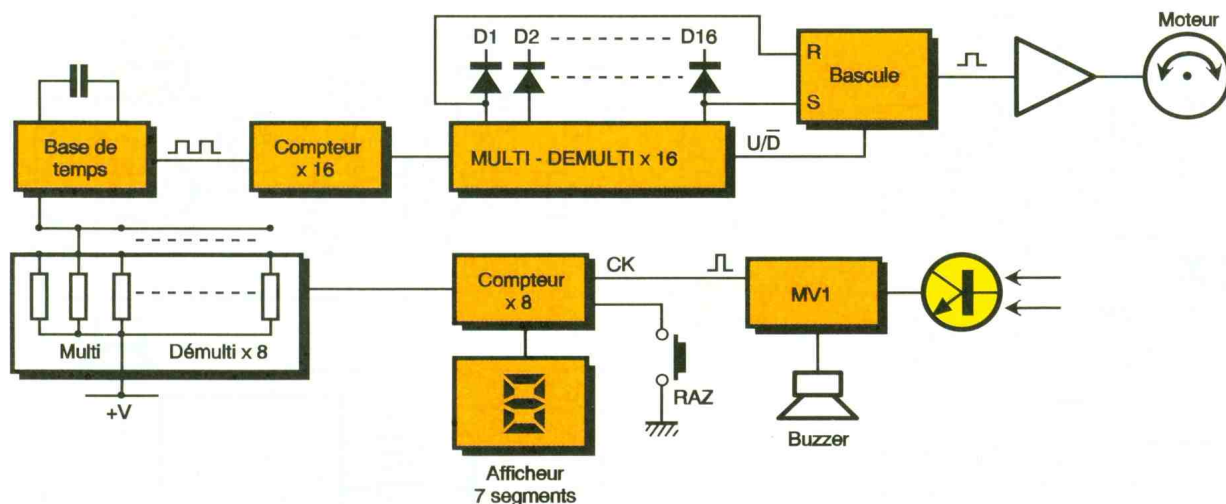 Moteur
D1 D2 D16
R
Bascule
S
Base de
temps
Compteur
x 16
MULTI - DEMULTI x 16
U/D̅
Compteur
x 8
CK
MV1
Multi
Démulti x 8
+V
RAZ
Buzzer
Afficheur
7 segments